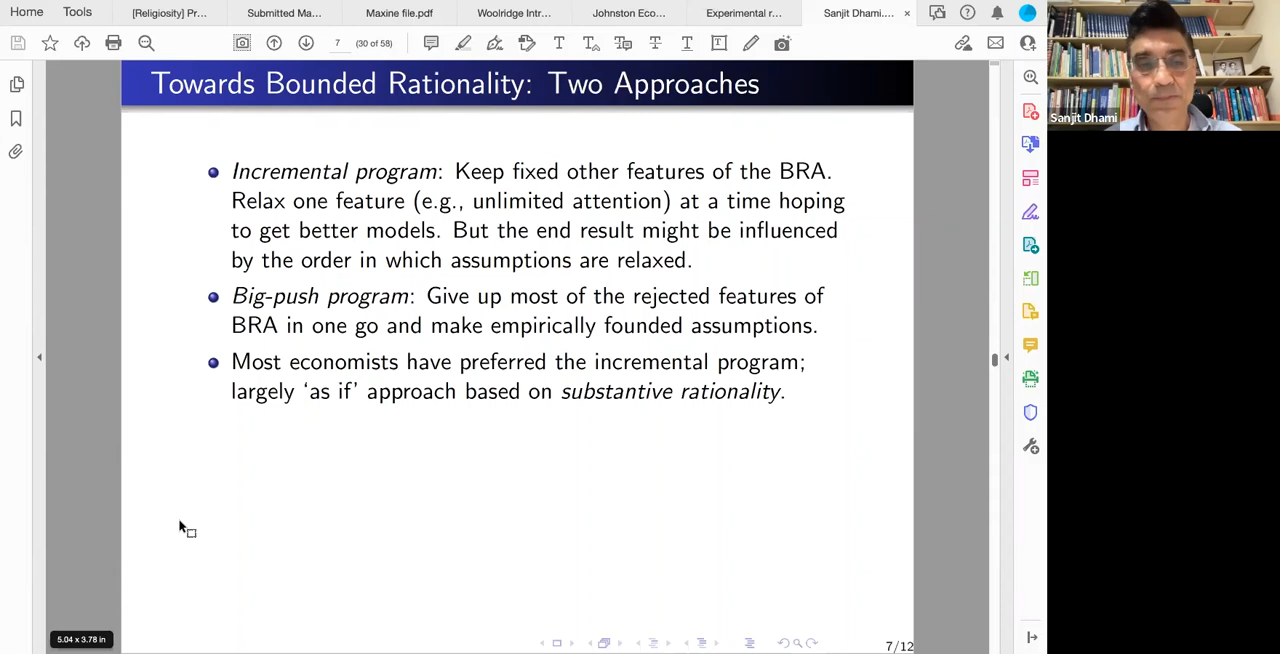 Home
Tools
[Religiosity] Pr...
Submitted Ma...
Maxine file.pdf
Woolridge Intr...
Johnston Eco...
Experimental r...
Sanjit Dhami....
×
7
(30 of 58)
Towards Bounded Rationality: Two Approaches
Incremental program: Keep fixed other features of the BRA.
Relax one feature (e.g., unlimited attention) at a time hoping
to get better models. But the end result might be influenced
by the order in which assumptions are relaxed.
Big-push program: Give up most of the rejected features of
BRA in one go and make empirically founded assumptions.
Most economists have preferred the incremental program;
largely ‘as if’ approach based on substantive rationality.
5.04 x 3.78 in
7/12
Sanjit Dhami